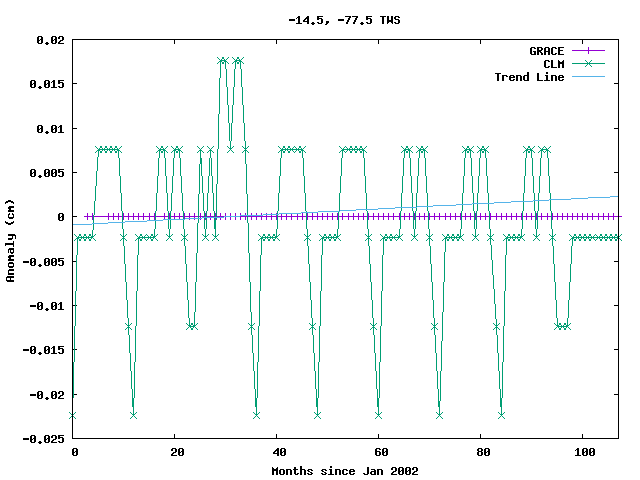 -14.5, -77.5 TWS
GRACE
CLM
Trend Line
0.02
0.015
0.01
0.005
0
-0.005
-0.01
-0.015
-0.02
-0.025
Anomaly (cm)
0 20 40 60 80 100
Months since Jan 2002